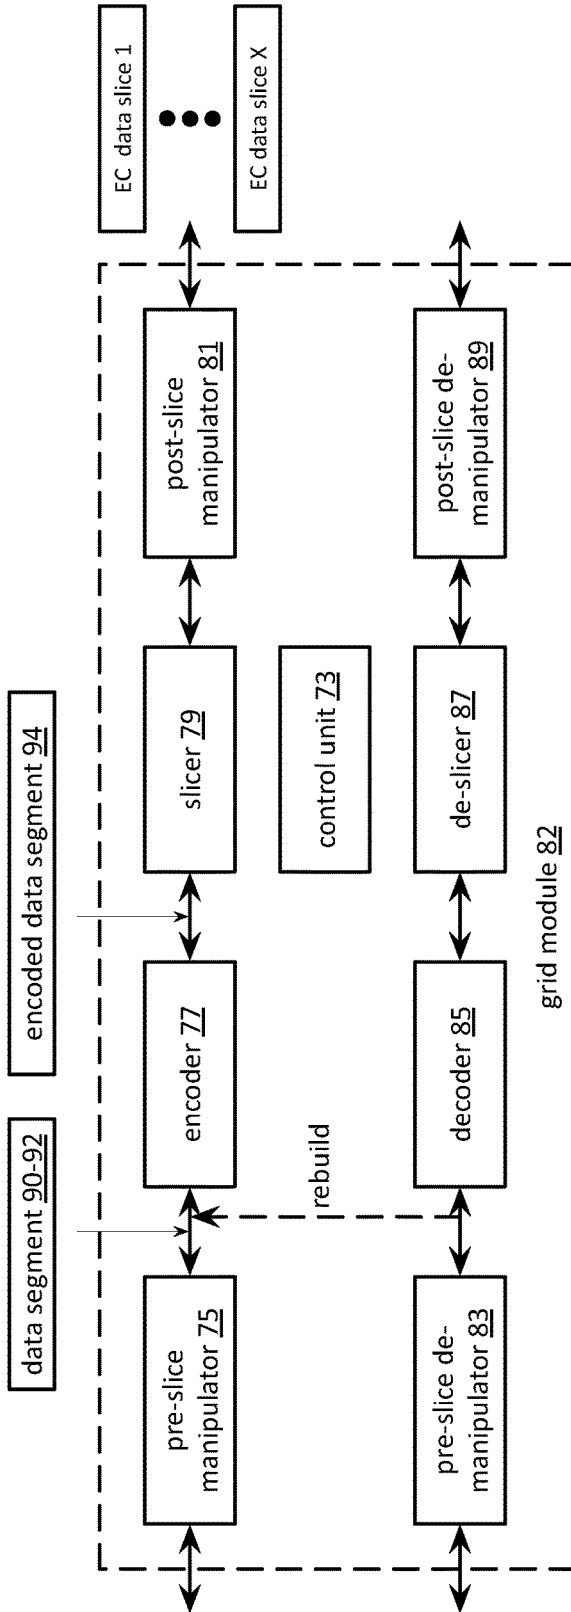 data segment 90-92
encoded data segment 94
EC data slice 1
EC data slice X
pre-slice
manipulator 75
encoder 77
slicer 79
post-slice
manipulator 81
rebuild
control unit 73
pre-slice de-
manipulator 83
decoder 85
de-slicer 87
post-slice de-
manipulator 89
grid module 82